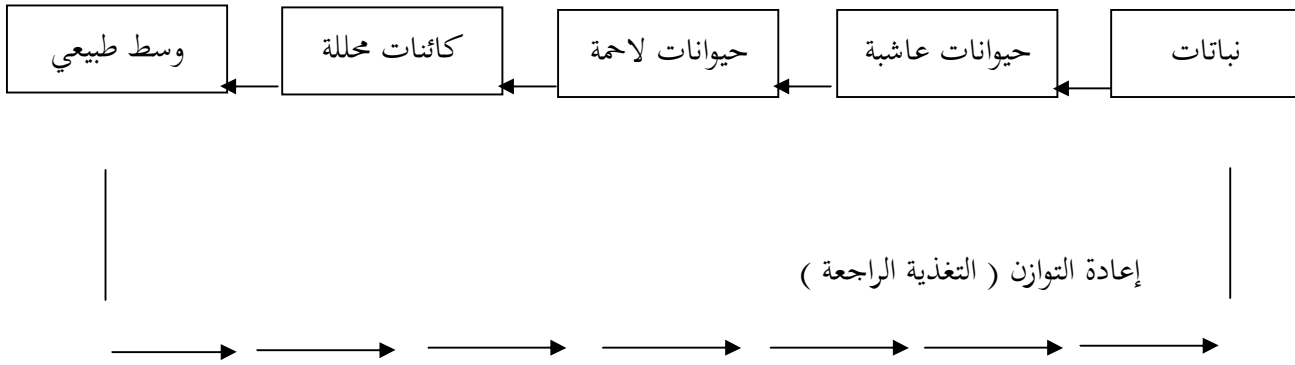 نباتات
حيوانات عاشبة
حيوانات لاحمة
كائنات محللة
وسط طبيعي
إعادة التوازن ( التغذية الراجعة )